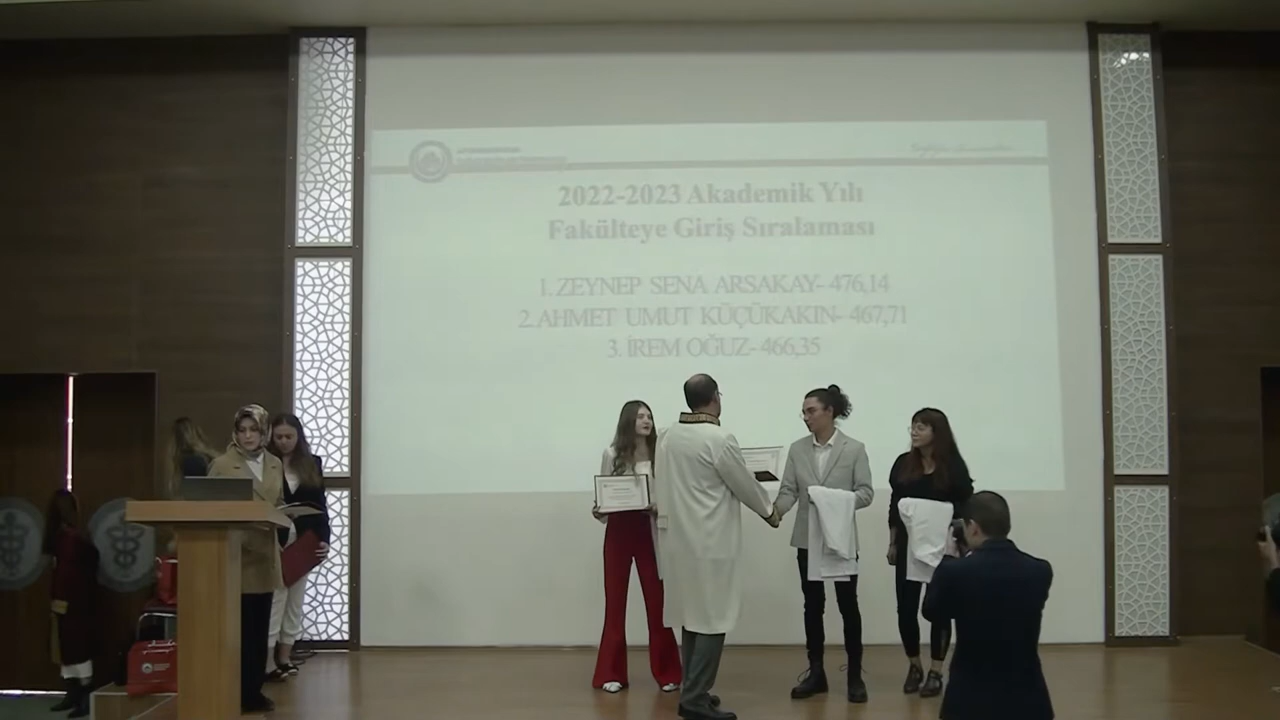 2022-2023 Akademik Yılı
Fakülteye Giriş Sıralaması
1. ZEYNEP SENA ARSAKAY- 476,14
2. AHMET UMUT KÜÇÜKAKIN- 467,71
3. İREM OĞUZ- 466,35